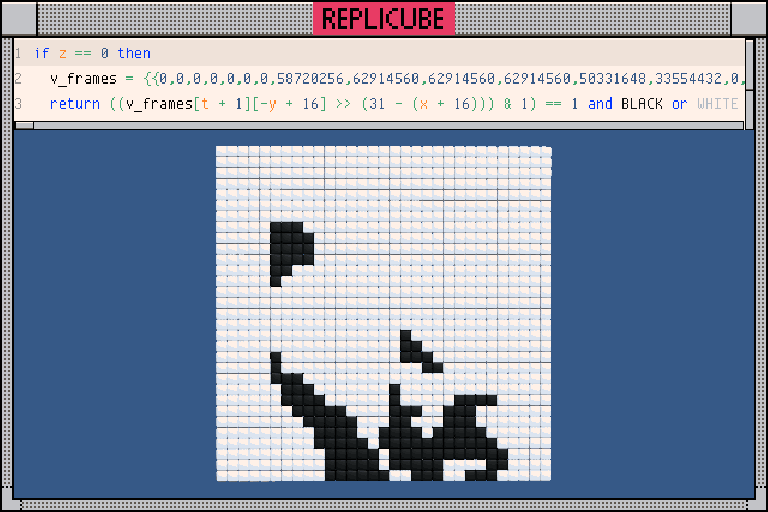 REPLICUBE
1 if z == 0 then
2 v_frames = {{0,0,0,0,0,0,0,58720256,62914560,62914560,62914560,50331648,33554432,0,
3 return ((v_frames[t + 1][-y + 16] >> (31 - (x + 16))) & 1) == 1 and BLACK or WHITE